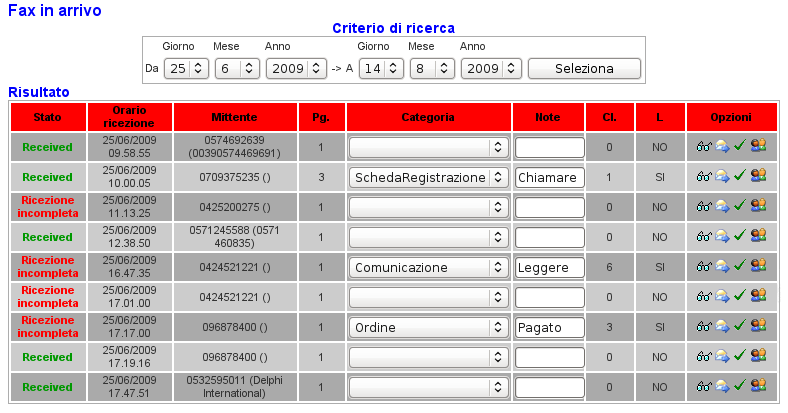 Fax in arrivo
Criterio di ricerca
Giorno Mese Anno Giorno Mese Anno
Da 25 6 2009 -> A 14 8 2009 Seleziona
Risultato
Stato Orario ricezione Mittente Pg. Categoria Note Cl. L Opzioni
Received 25/06/2009 09.58.55 0574692639 (00390574469691) 1 0 NO
Received 25/06/2009 10.00.05 0709375235 () 3 SchedaRegistrazione Chiamare 1 SI
Ricezione incompleta 25/06/2009 11.13.25 0425200275 () 1 0 NO
Received 25/06/2009 12.38.50 0571245588 (0571 460835) 1 0 NO
Ricezione incompleta 25/06/2009 16.47.35 0424521221 () 1 Comunicazione Leggere 6 SI
Ricezione incompleta 25/06/2009 17.01.00 0424521221 () 1 0 NO
Ricezione incompleta 25/06/2009 17.17.00 096878400 () 1 Ordine Pagato 3 SI
Received 25/06/2009 17.19.16 096878400 () 1 0 NO
Received 25/06/2009 17.47.51 0532595011 (Delphi International) 1 0 NO